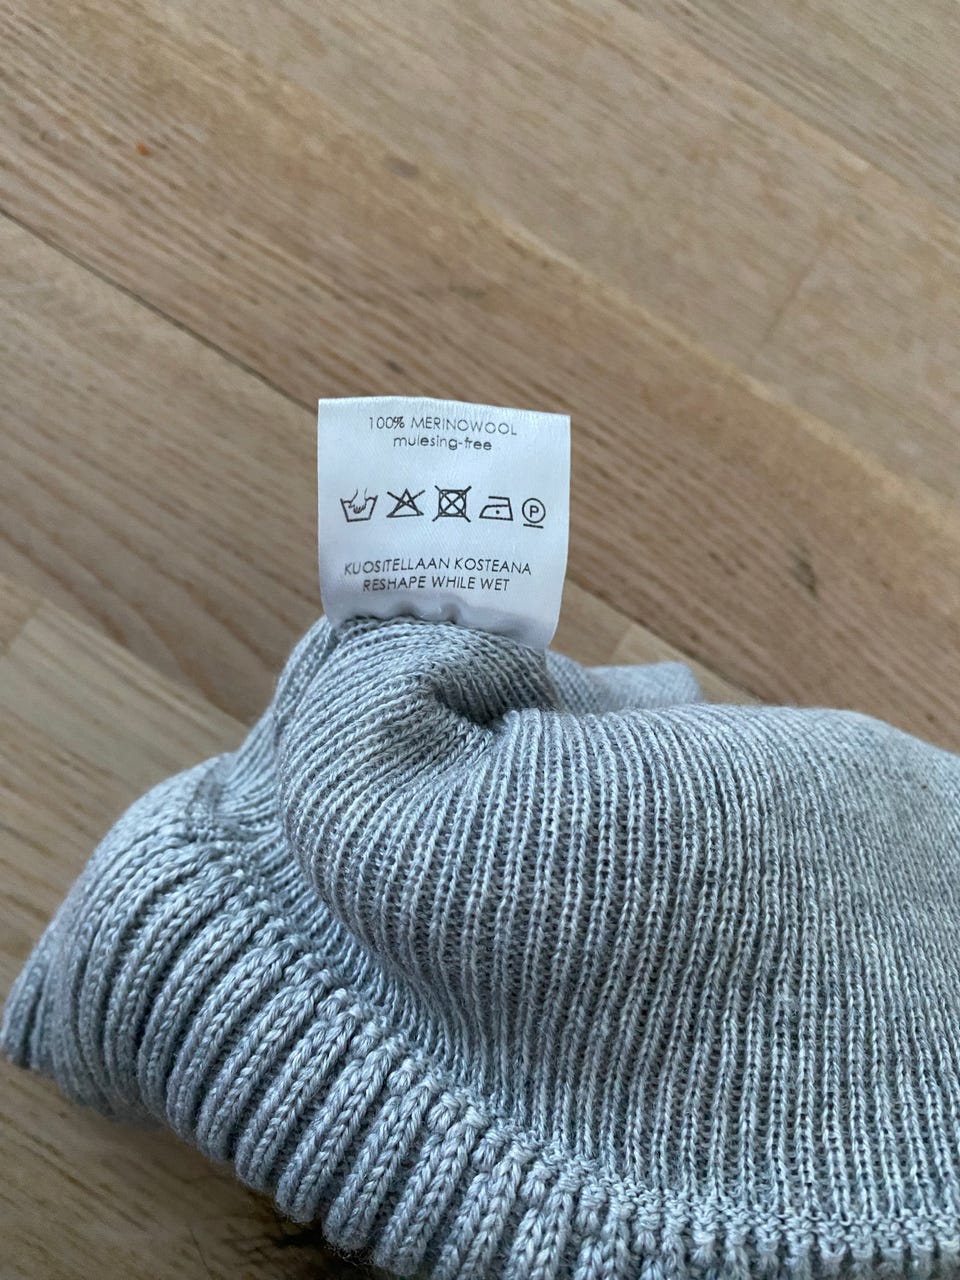 100% MERINOWOOL
mulesing-free
P
KUOSITELLAAN KOSTEANA
RESHAPE WHILE WET